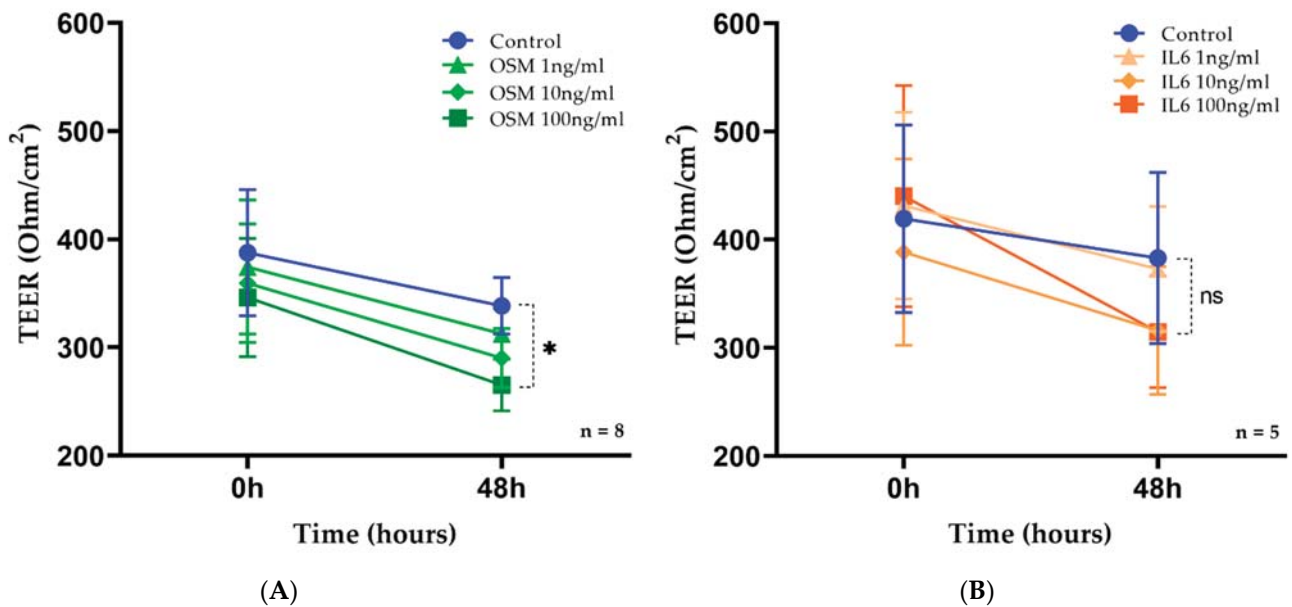 600
500
400
300
200
TEER (Ohm/cm²)
Control
OSM 1ng/ml
OSM 10ng/ml
OSM 100ng/ml
*
n = 8
0h
48h
Time (hours)
(A)
600
500
400
300
200
TEER (Ohm/cm²)
Control
IL6 1ng/ml
IL6 10ng/ml
IL6 100ng/ml
ns
n = 5
0h
48h
Time (hours)
(B)